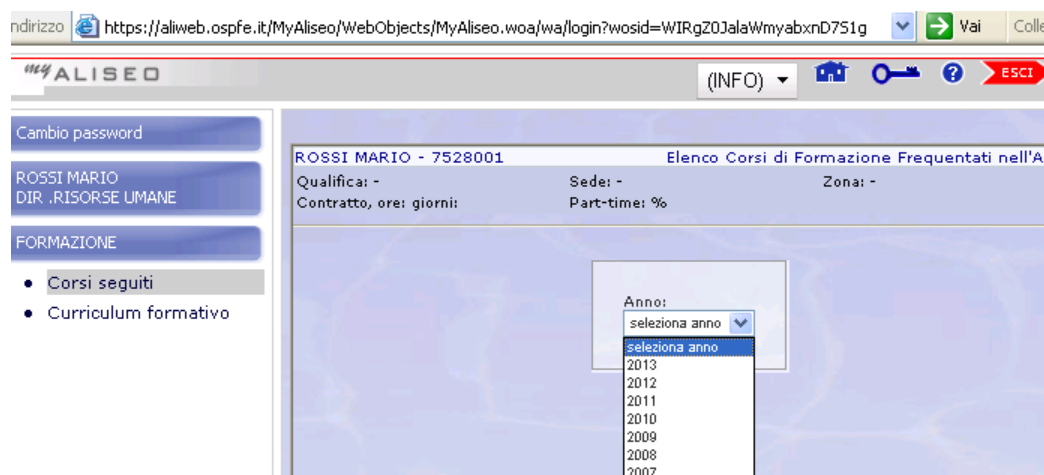 ndirizzo https://aliweb.ospfe.it/MyAliseo/WebObjects/MyAliseo.woa/wa/login?wosid=WIRgZ0JalaWmyabxnD7S1g Vai Colle
my ALISEO (INFO) ? ESCI
Cambio password
ROSSI MARIO
DIR .RISORSE UMANE
FORMAZIONE
• Corsi seguiti
• Curriculum formativo
ROSSI MARIO - 7528001 Elenco Corsi di Formazione Frequentati nell'A
Qualifica: - Sede: - Zona: -
Contratto, ore: giorni: Part-time: %
Anno:
seleziona anno
seleziona anno
2013
2012
2011
2010
2009
2008
2007